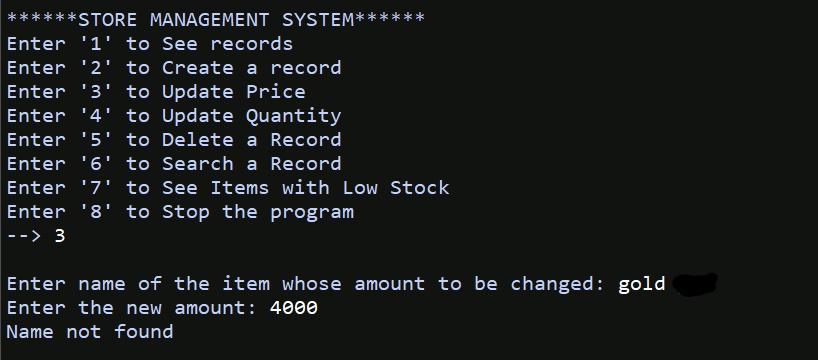 ******STORE MANAGEMENT SYSTEM******
Enter '1' to See records
Enter '2' to Create a record
Enter '3' to Update Price
Enter '4' to Update Quantity
Enter '5' to Delete a Record
Enter '6' to Search a Record
Enter '7' to See Items with Low Stock
Enter '8' to Stop the program
--> 3
Enter name of the item whose amount to be changed: gold
Enter the new amount: 4000
Name not found